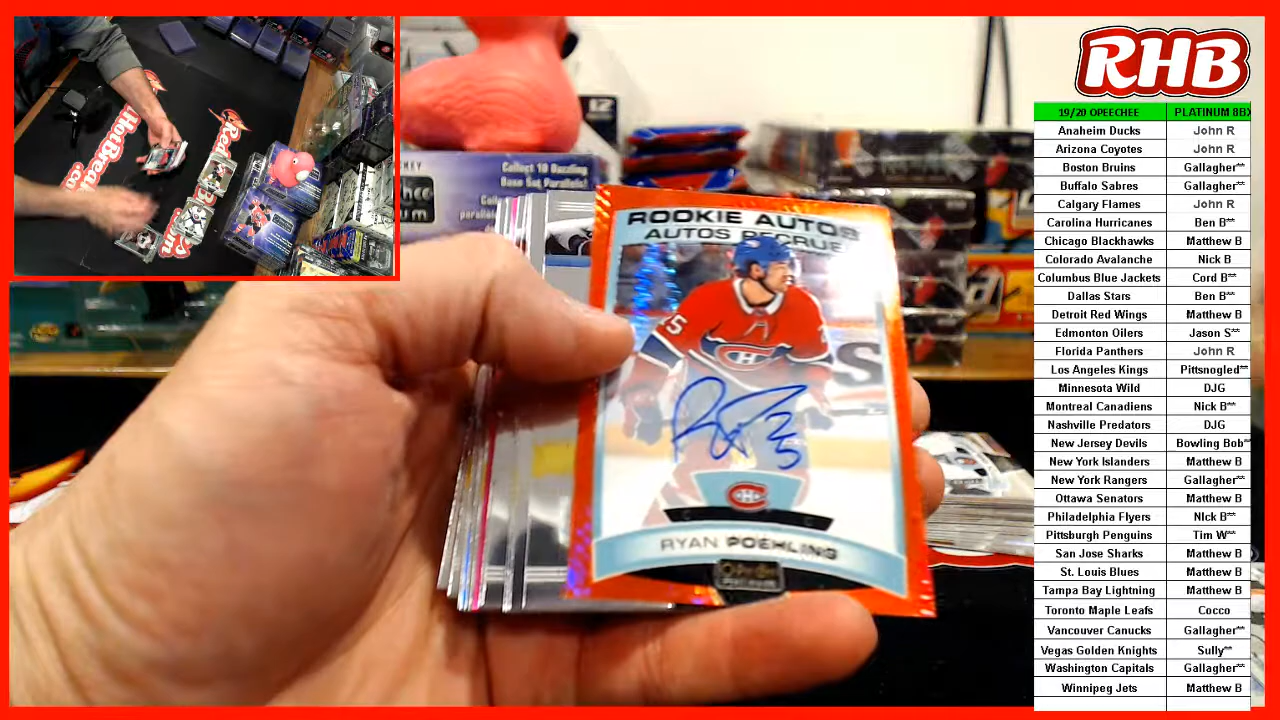 RHB
19/20 OPEECHEE PLATINUM 8BX
Anaheim Ducks John R
Arizona Coyotes John R
Boston Bruins Gallagher**
Buffalo Sabres Gallagher**
Calgary Flames John R
Carolina Hurricanes Ben B**
Chicago Blackhawks Matthew B
Colorado Avalanche Nick B
Columbus Blue Jackets Cord B**
Dallas Stars Ben B**
Detroit Red Wings Matthew B
Edmonton Oilers Jason S**
Florida Panthers John R
Los Angeles Kings Pittsnogled**
Minnesota Wild DJG
Montreal Canadiens Nick B**
Nashville Predators DJG
New Jersey Devils Bowling Bob**
New York Islanders Matthew B
New York Rangers Gallagher**
Ottawa Senators Matthew B
Philadelphia Flyers NIck B**
Pittsburgh Penguins Tim W**
San Jose Sharks Matthew B
St. Louis Blues Matthew B
Tampa Bay Lightning Matthew B
Toronto Maple Leafs Cocco
Vancouver Canucks Gallagher**
Vegas Golden Knights Sully**
Washington Capitals Gallagher**
Winnipeg Jets Matthew B
12
Collect 10 Dazzling
Base Set Parallels!
ROOKIE AUTOS
AUTOS RECRUE
25
RYAN POEHLING
Platinum